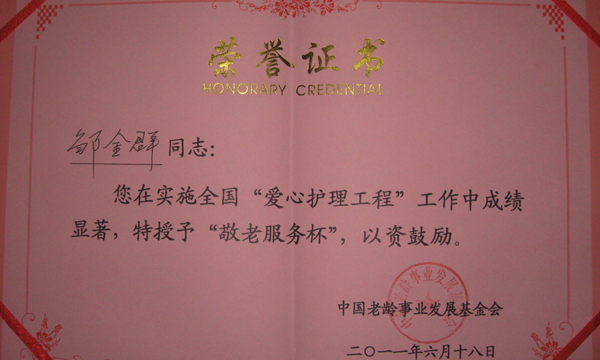 荣誉证书
HONORARY CREDENTIAL
邹金群同志：
您在实施全国“爱心护理工程”工作中成绩
显著，特授予“敬老服务杯”，以资鼓励。
中国老龄事业发展基金会
二〇一一年六月十八日